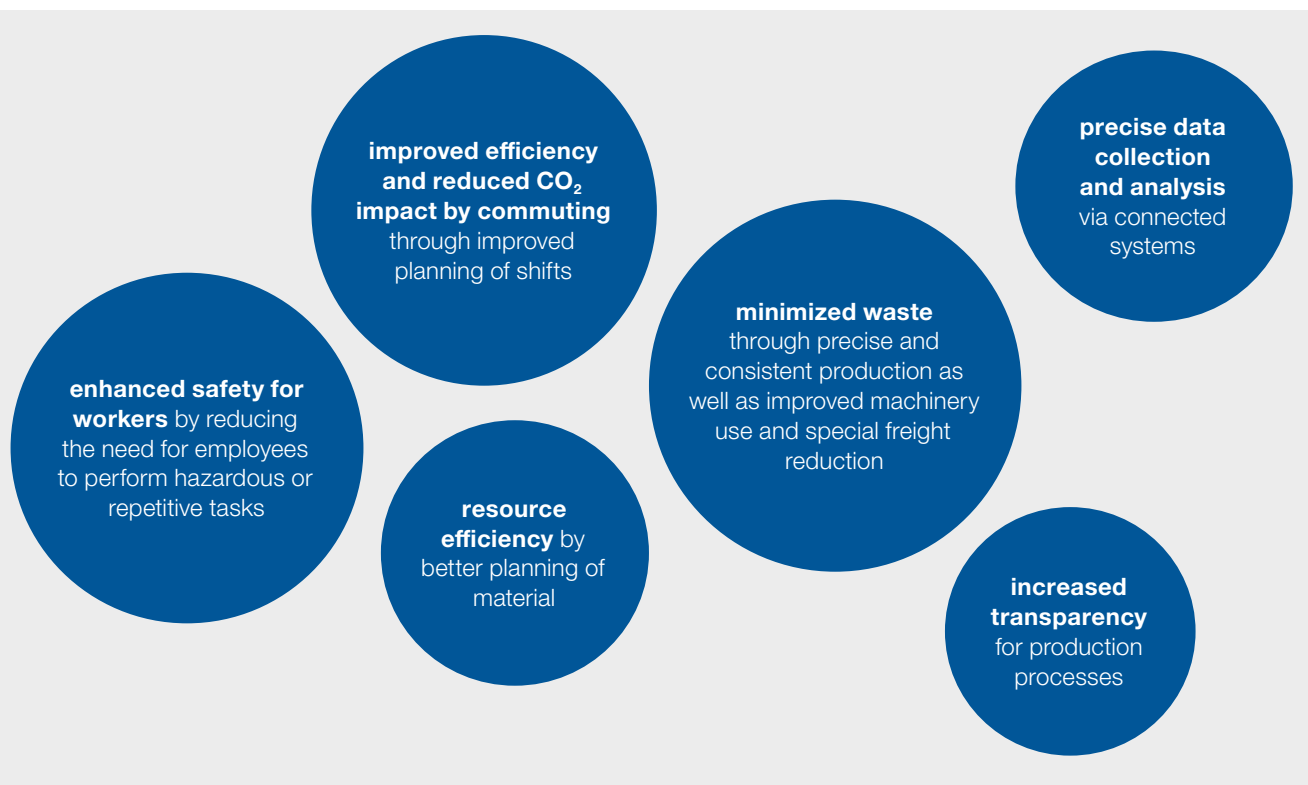 improved efficiency
and reduced CO₂
impact by commuting
through improved
planning of shifts
precise data
collection
and analysis
via connected
systems
enhanced safety for
workers by reducing
the need for employees
to perform hazardous or
repetitive tasks
minimized waste
through precise and
consistent production as
well as improved machinery
use and special freight
reduction
resource
efficiency by
better planning of
material
increased
transparency
for production
processes